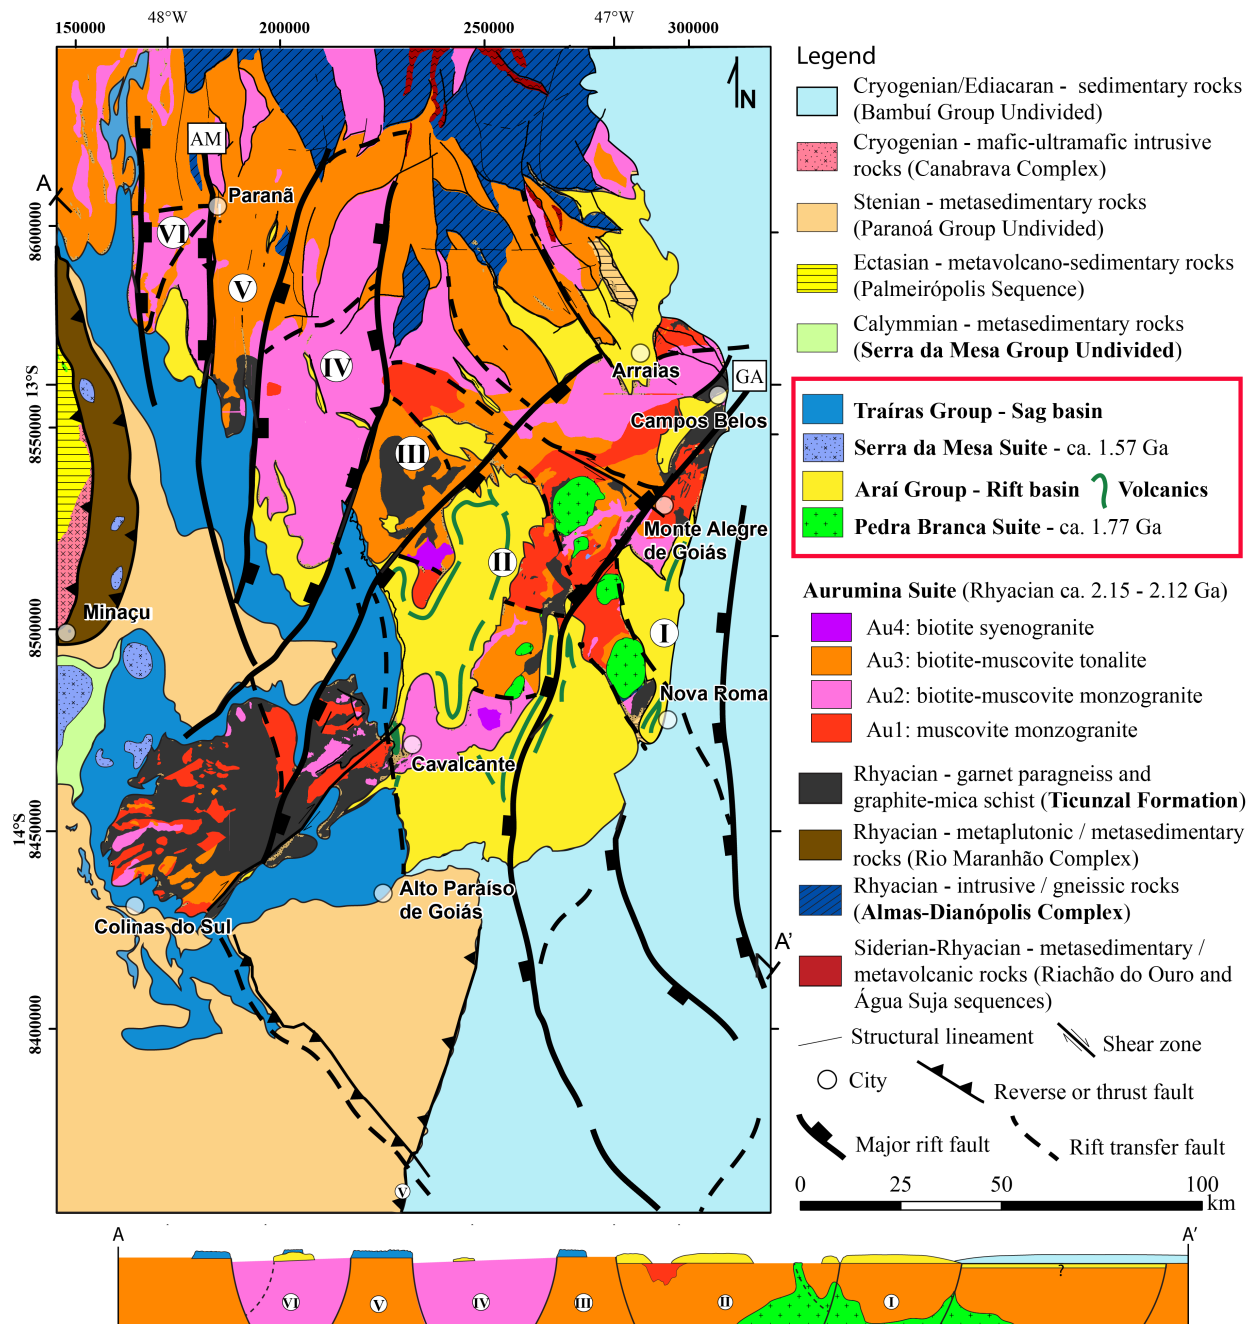 48°W
47°W
150000
200000
250000
300000
N
AM
A
Paranã
8600000
VI
V
IV
Arraias
GA
13°S
Campos Belos
8550000
III
Monte Alegre
de Goiás
II
Minaçu
8500000
I
Nova Roma
Cavalcante
14°S
8450000
Alto Paraíso
de Goiás
Colinas do Sul
A'
8400000
V
Legend
Cryogenian/Ediacaran - sedimentary rocks
(Bambuí Group Undivided)
Cryogenian - mafic-ultramafic intrusive
rocks (Canabrava Complex)
Stenian - metasedimentary rocks
(Paranoá Group Undivided)
Ectasian - metavolcano-sedimentary rocks
(Palmeirópolis Sequence)
Calymmian - metasedimentary rocks
(Serra da Mesa Group Undivided)
Traíras Group - Sag basin
Serra da Mesa Suite - ca. 1.57 Ga
Araí Group - Rift basin Volcanics
Pedra Branca Suite - ca. 1.77 Ga
Aurumina Suite (Rhyacian ca. 2.15 - 2.12 Ga)
Au4: biotite syenogranite
Au3: biotite-muscovite tonalite
Au2: biotite-muscovite monzogranite
Au1: muscovite monzogranite
Rhyacian - garnet paragneiss and
graphite-mica schist (Ticunzal Formation)
Rhyacian - metaplutonic / metasedimentary
rocks (Rio Maranhão Complex)
Rhyacian - intrusive / gneissic rocks
(Almas-Dianópolis Complex)
Siderian-Rhyacian - metasedimentary /
metavolcanic rocks (Riachão do Ouro and
Água Suja sequences)
Structural lineament
Shear zone
City
Reverse or thrust fault
Major rift fault
Rift transfer fault
0 25 50 100
km
A
A'
VI
V
IV
III
II
I
?